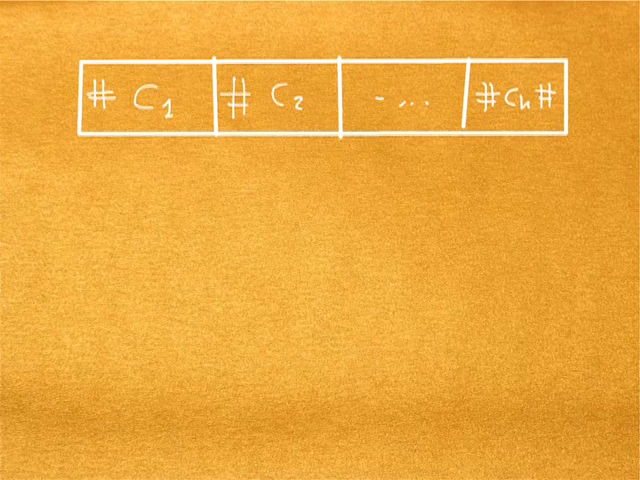 # C₁ # C₂ - ... # Cₙ #